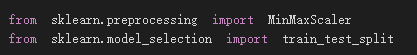 from sklearn.preprocessing import MinMaxScaler
from sklearn.model_selection import train_test_split